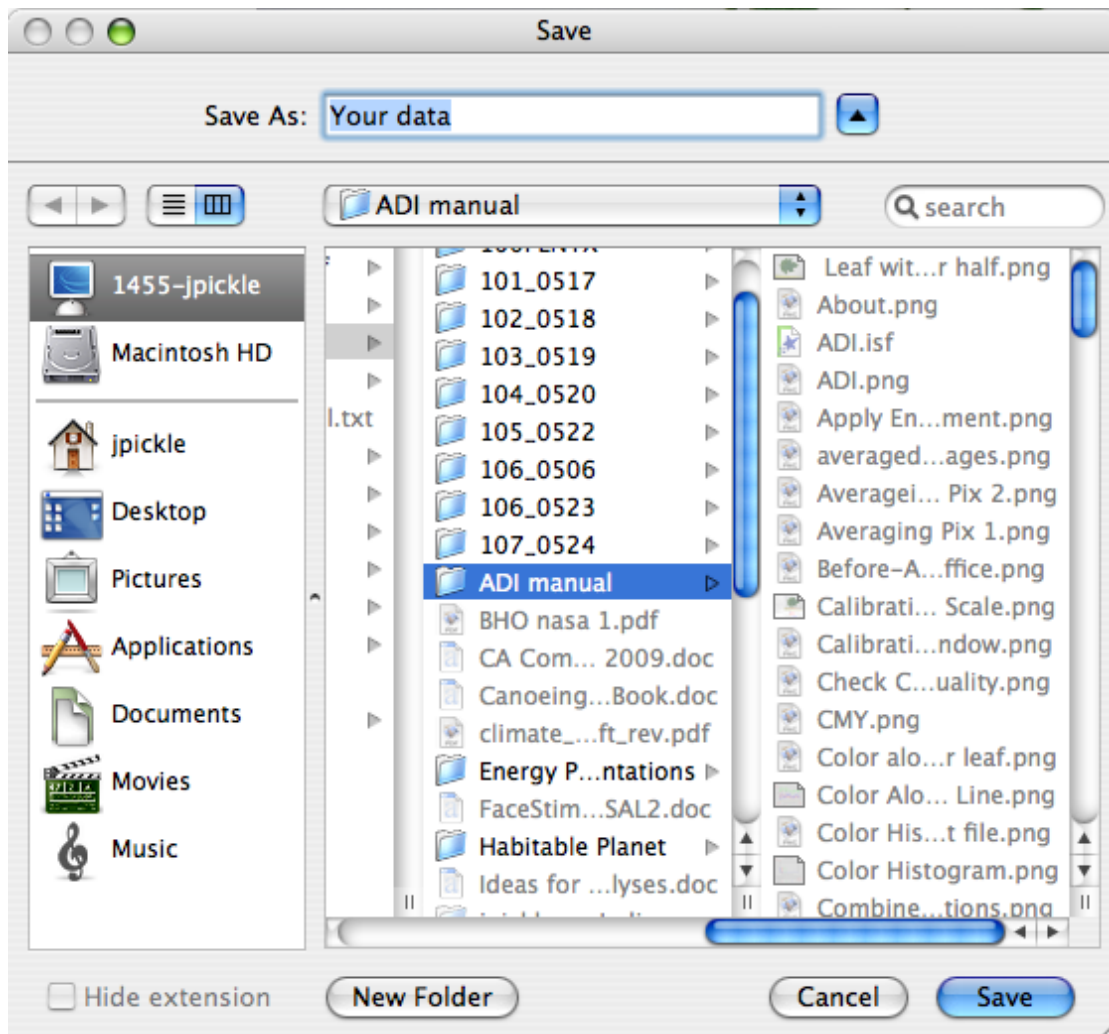 Save
Save As: Your data
ADI manual
search
1455-jpickle
Macintosh HD
jpickle
Desktop
Pictures
Applications
Documents
Movies
Music
l.txt
101_0517
102_0518
103_0519
104_0520
105_0522
106_0506
106_0523
107_0524
ADI manual
BHO nasa 1.pdf
CA Com... 2009.doc
Canoeing...Book.doc
climate_...ft_rev.pdf
Energy P...ntations
FaceStim...SAL2.doc
Habitable Planet
Ideas for ...lyses.doc
Leaf wit...r half.png
About.png
ADI.isf
ADI.png
Apply En...ment.png
averaged...ages.png
Averagei... Pix 2.png
Averaging Pix 1.png
Before-A...ffice.png
Calibrati... Scale.png
Calibrati...ndow.png
Check C...uality.png
CMY.png
Color alo...r leaf.png
Color Alo... Line.png
Color His...t file.png
Color Histogram.png
Combine...tions.png
Hide extension
New Folder
Cancel
Save